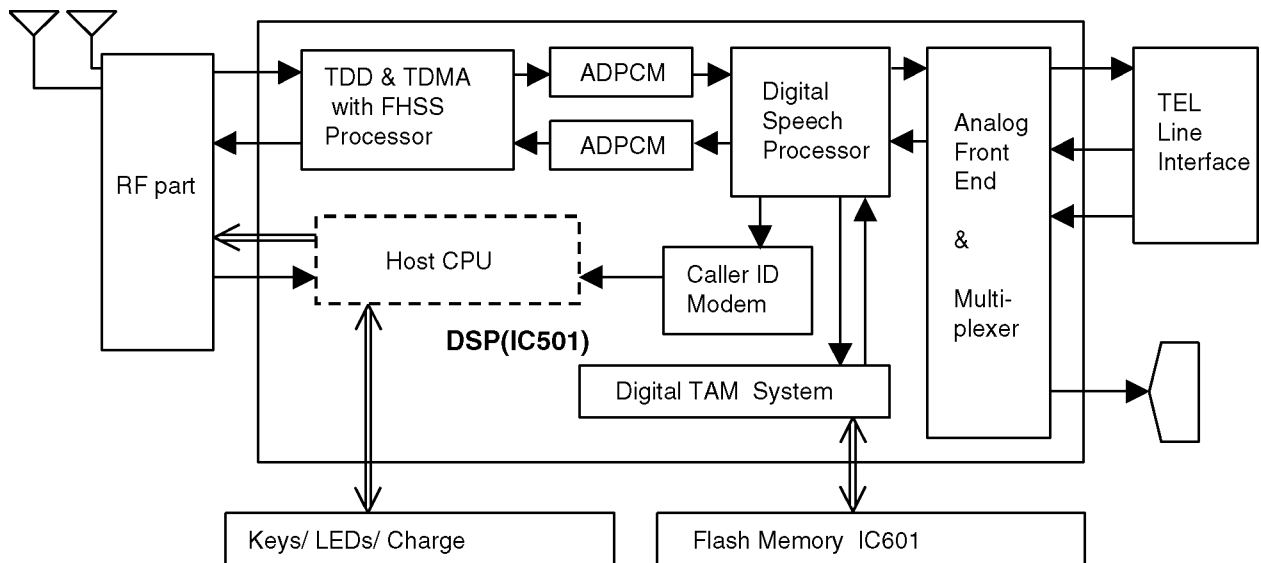 RF part
TDD & TDMA
with FHSS
Processor
ADPCM
ADPCM
Digital
Speech
Processor
Analog
Front
End
&
Multi-
plexer
TEL
Line
Interface
Host CPU
Caller ID
Modem
DSP(IC501)
Digital TAM System
Keys/ LEDs/ Charge
Flash Memory IC601